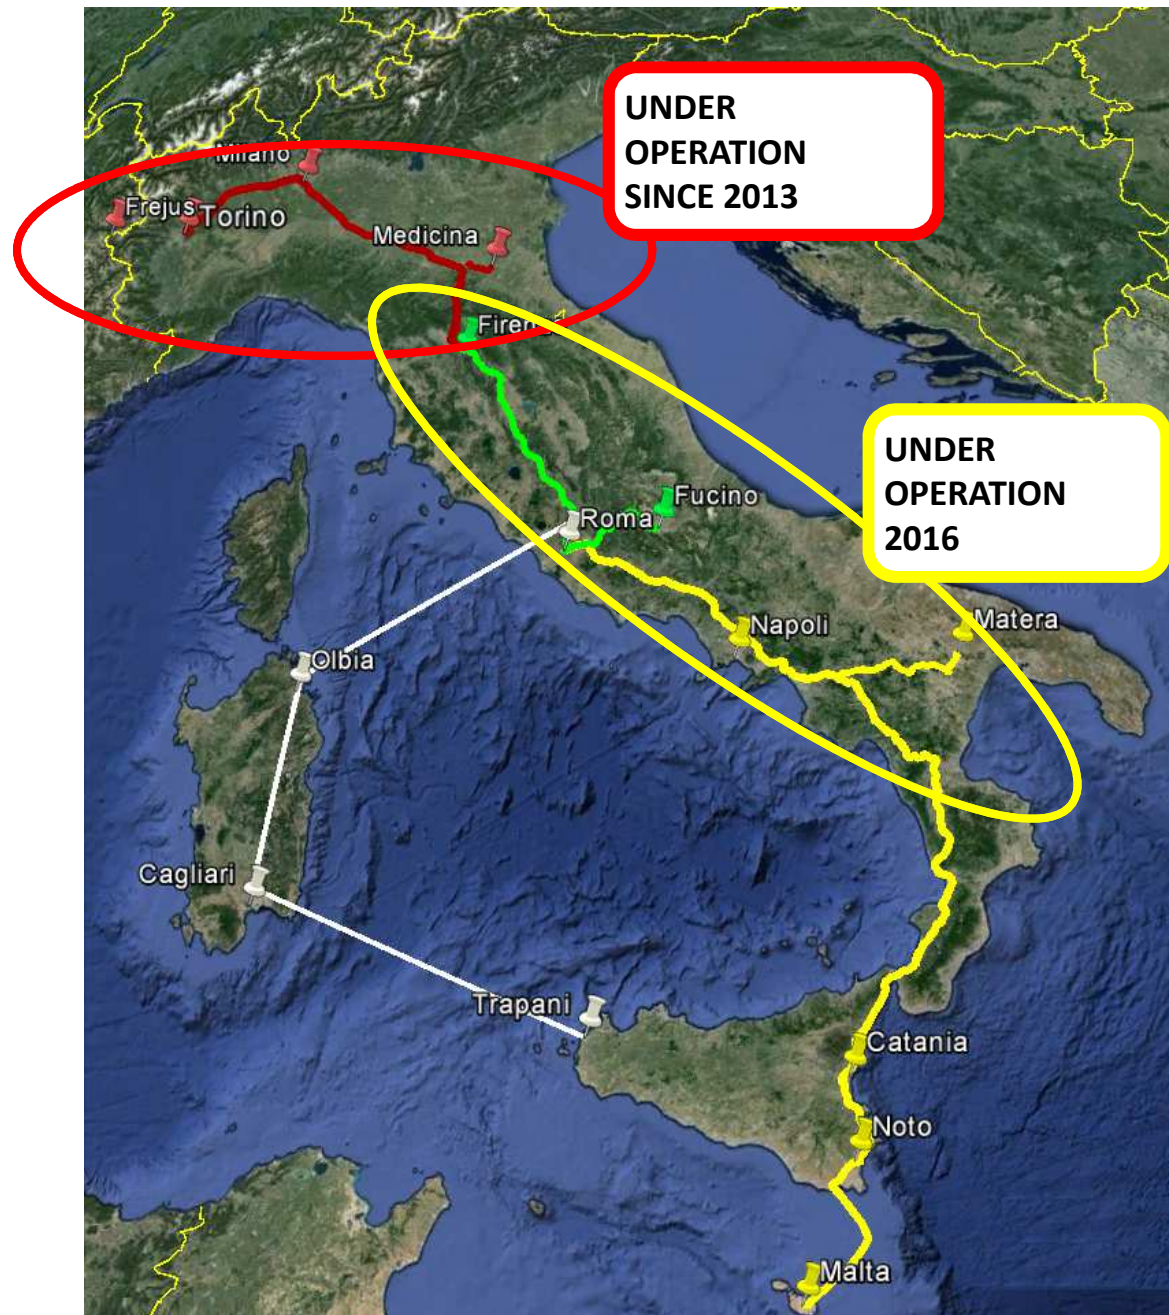 UNDER
OPERATION
SINCE 2013
Milano
Frejus
Torino
Medicina
Firenze
UNDER
OPERATION
2016
Fucino
Roma
Napoli
Matera
Olbia
Cagliari
Trapani
Catania
Noto
Malta